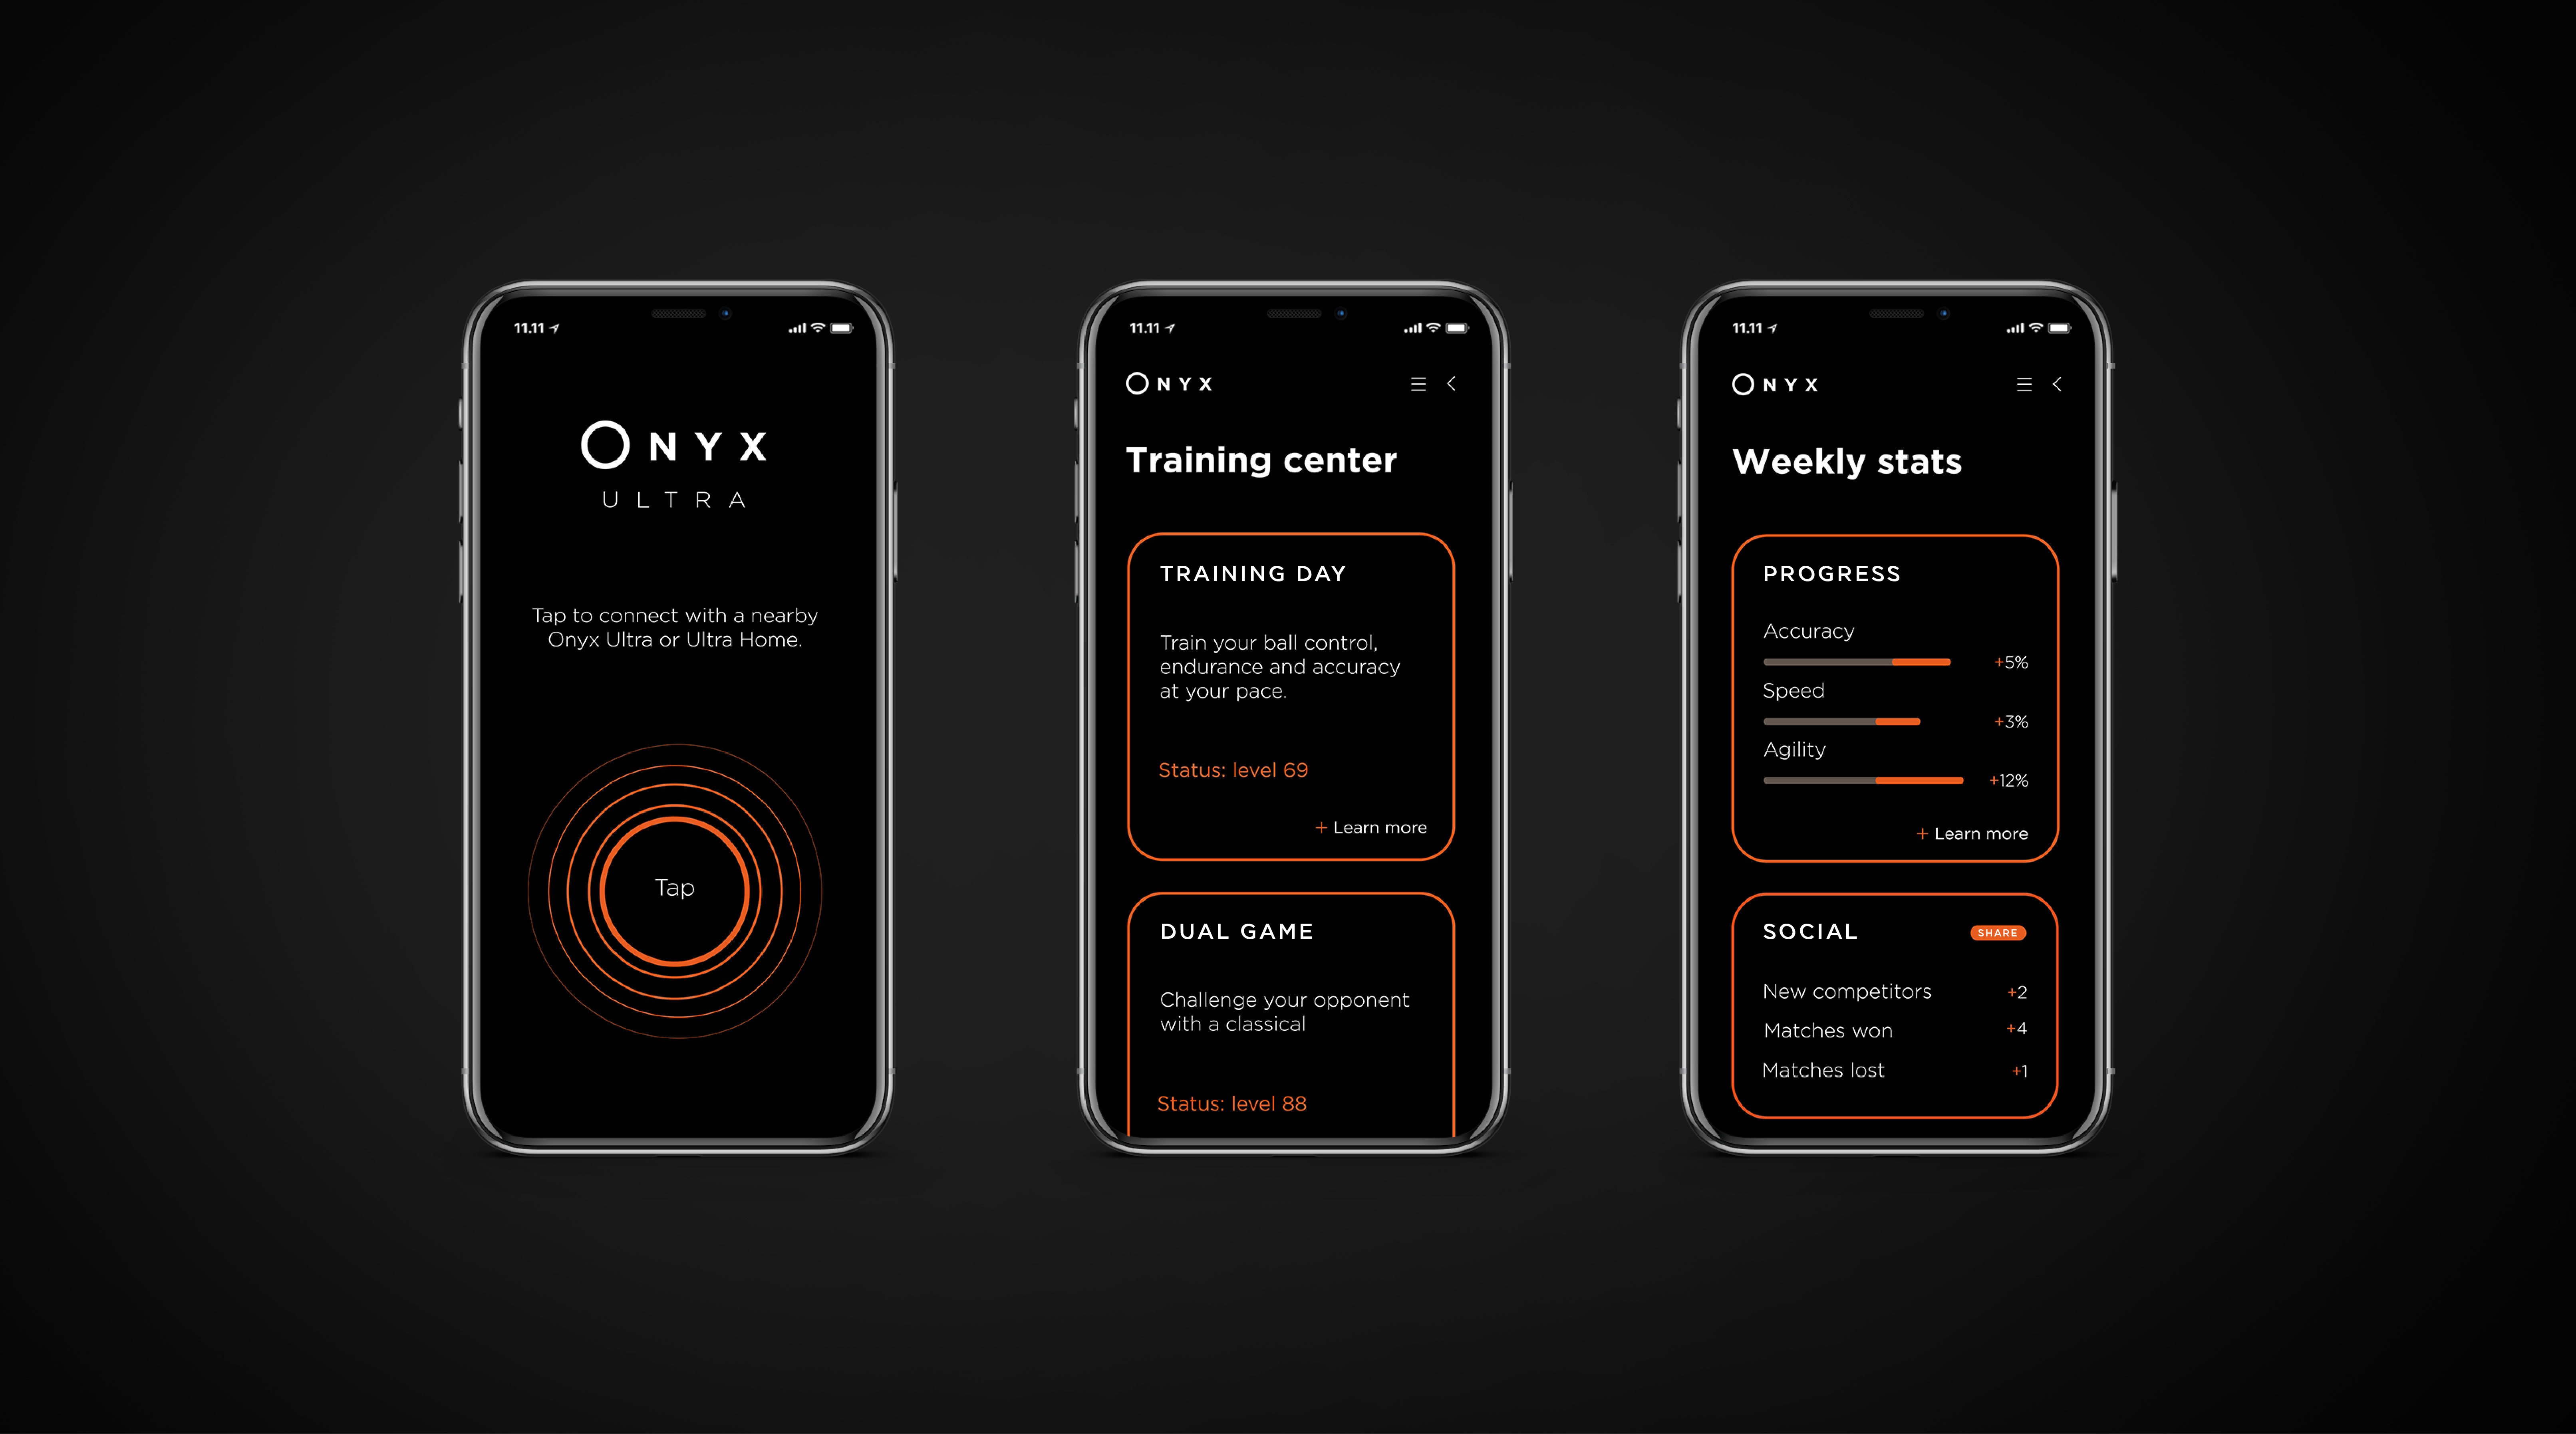 11.11
ONYX
ULTRA
Tap to connect with a nearby
Onyx Ultra or Ultra Home.
Tap
11.11
ONYX
Training center
TRAINING DAY
Train your ball control,
endurance and accuracy
at your pace.
Status: level 69
+ Learn more
DUAL GAME
Challenge your opponent
with a classical
Status: level 88
11.11
ONYX
Weekly stats
PROGRESS
Accuracy
+5%
Speed
+3%
Agility
+12%
+ Learn more
SOCIAL SHARE
New competitors +2
Matches won +4
Matches lost +1